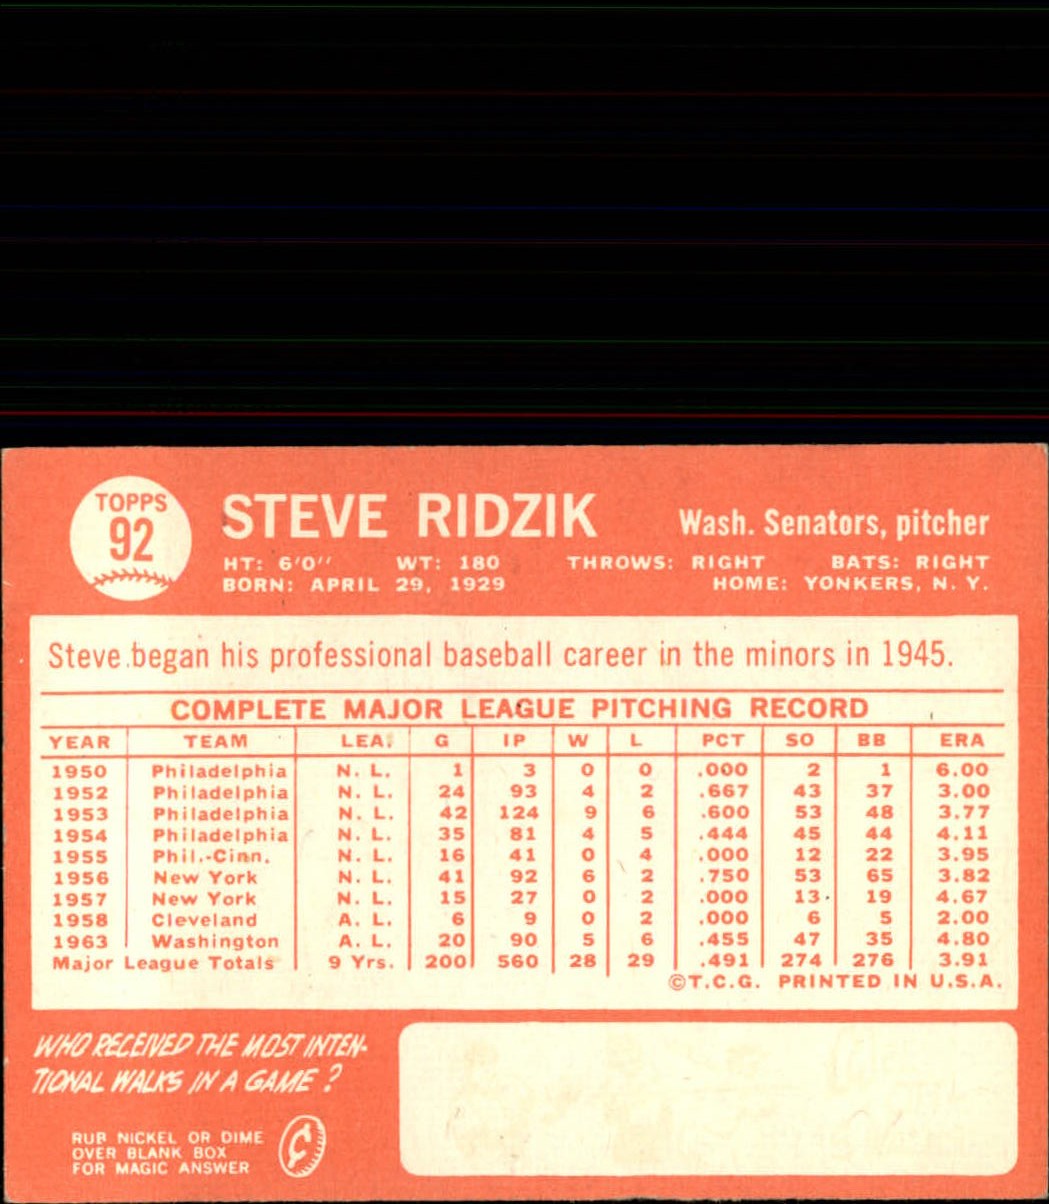 TOPPS
92
STEVE RIDZIK
Wash. Senators, pitcher
HT: 6'0'' WT: 180 THROWS: RIGHT BATS: RIGHT
BORN: APRIL 29, 1929 HOME: YONKERS, N. Y.
Steve began his professional baseball career in the minors in 1945.
COMPLETE MAJOR LEAGUE PITCHING RECORD
YEAR TEAM LEA. G IP W L PCT SO BB ERA
1950 Philadelphia N. L. 1 3 0 0 .000 2 1 6.00
1952 Philadelphia N. L. 24 93 4 2 .667 43 37 3.00
1953 Philadelphia N. L. 42 124 9 6 .600 53 48 3.77
1954 Philadelphia N. L. 35 81 4 5 .444 45 44 4.11
1955 Phil.-Cinn. N. L. 16 41 0 4 .000 12 22 3.95
1956 New York N. L. 41 92 6 2 .750 53 65 3.82
1957 New York N. L. 15 27 0 2 .000 13 19 4.67
1958 Cleveland A. L. 6 9 0 2 .000 6 5 2.00
1963 Washington A. L. 20 90 5 6 .455 47 35 4.80
Major League Totals 9 Yrs. 200 560 28 29 .491 274 276 3.91
©T.C.G. PRINTED IN U.S.A.
WHO RECEIVED THE MOST INTEN-
TIONAL WALKS IN A GAME?
RUB NICKEL OR DIME
OVER BLANK BOX
FOR MAGIC ANSWER
¢